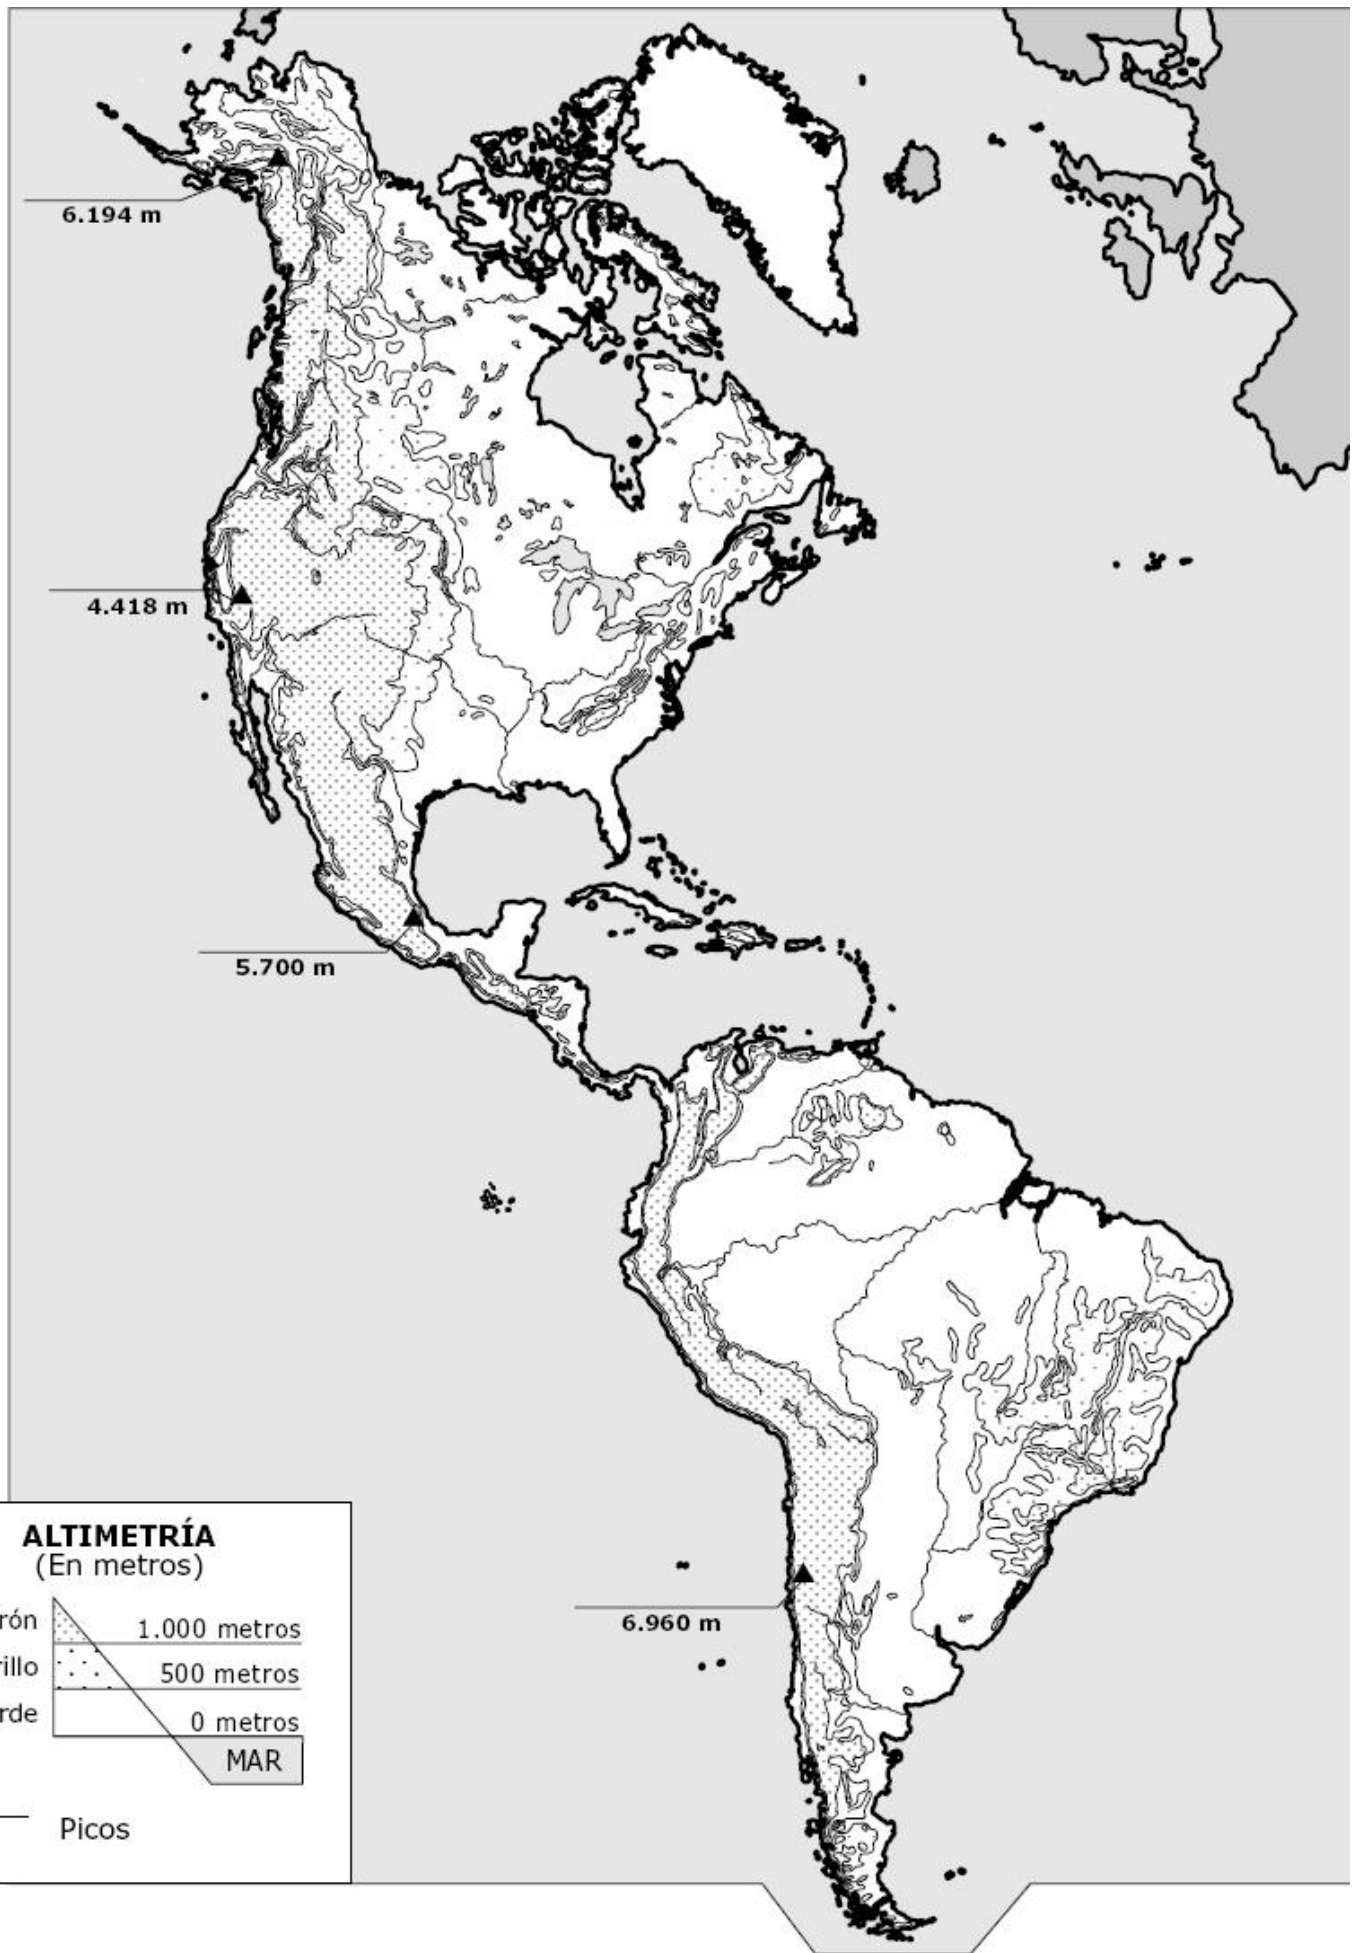 6.194 m
4.418 m
5.700 m
6.960 m
ALTIMETRÍA
(En metros)
rón 1.000 metros
rillo 500 metros
rde 0 metros
MAR
Picos